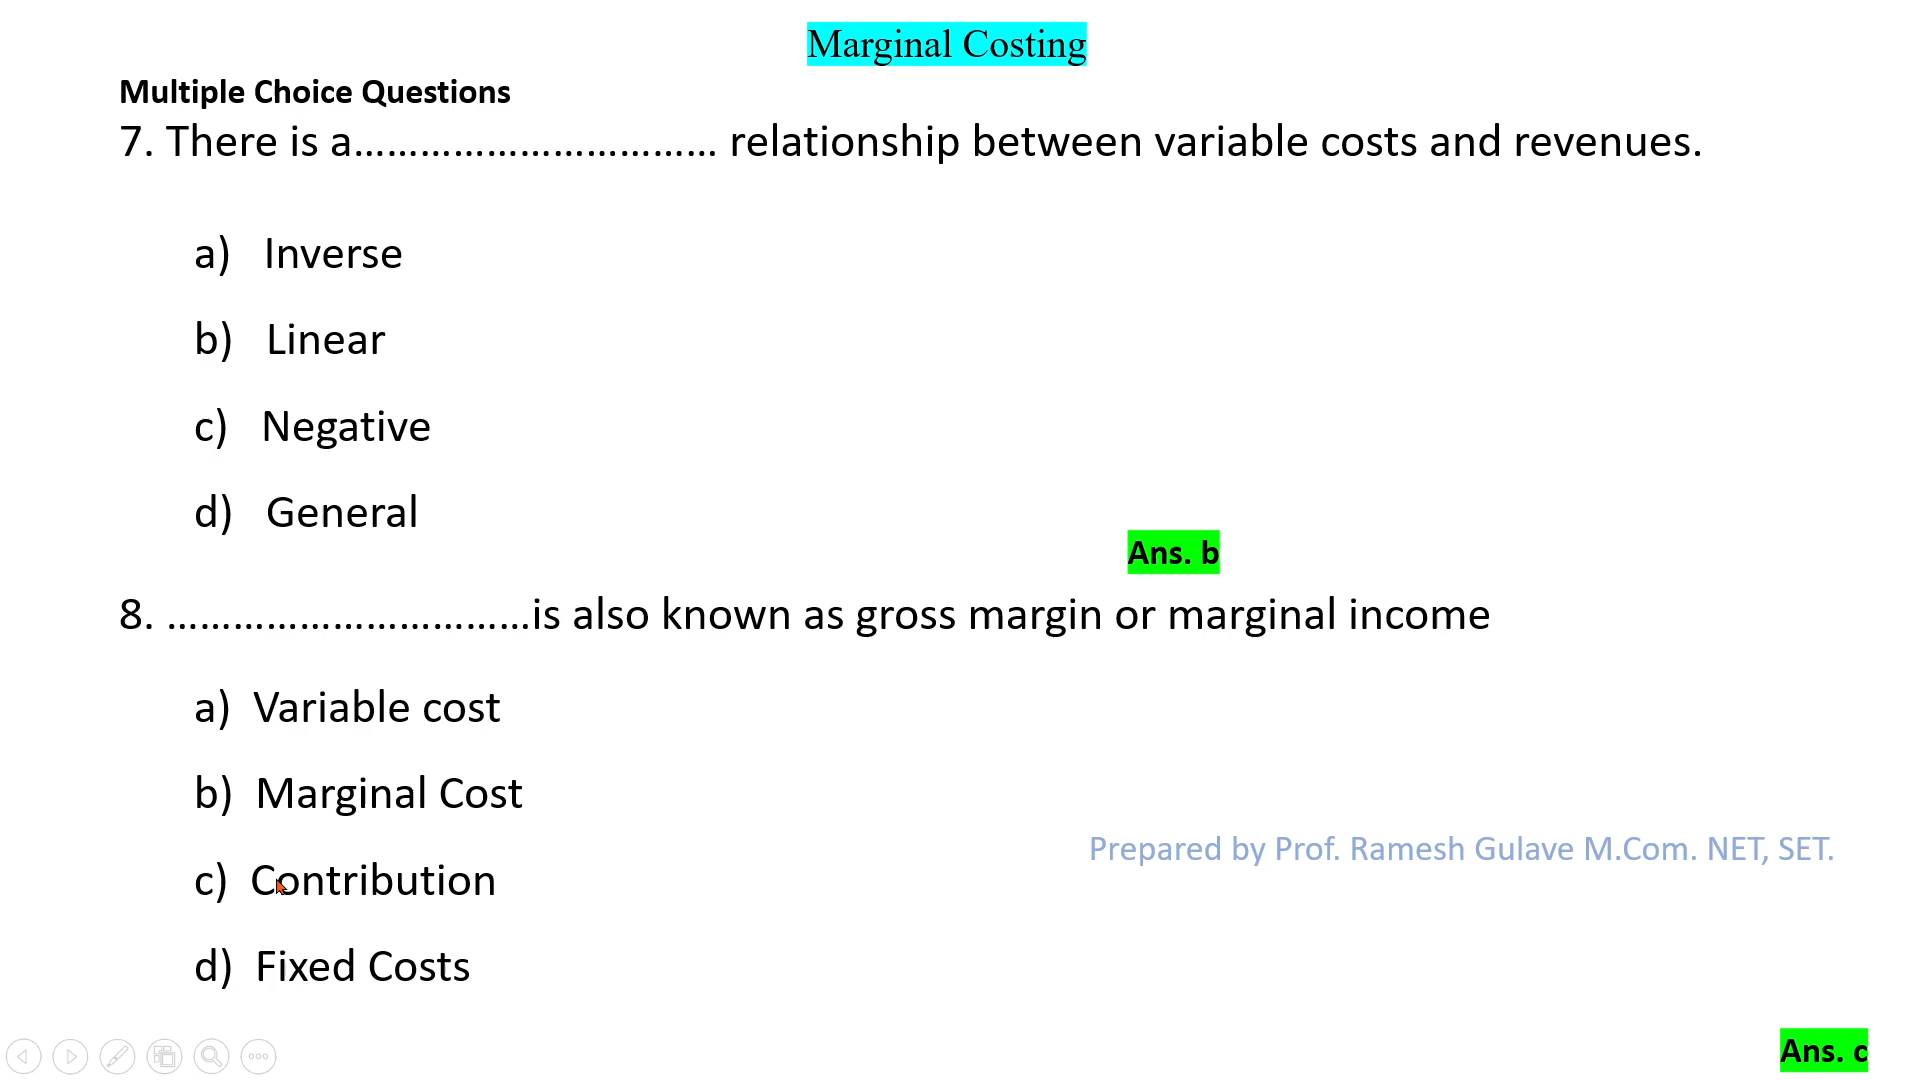 Marginal Costing
Multiple Choice Questions
7. There is a................................. relationship between variable costs and revenues.
a) Inverse
b) Linear
c) Negative
d) General
Ans. b
8. .................................is also known as gross margin or marginal income
a) Variable cost
b) Marginal Cost
Prepared by Prof. Ramesh Gulave M.Com. NET, SET.
c) Contribution
d) Fixed Costs
Ans. c